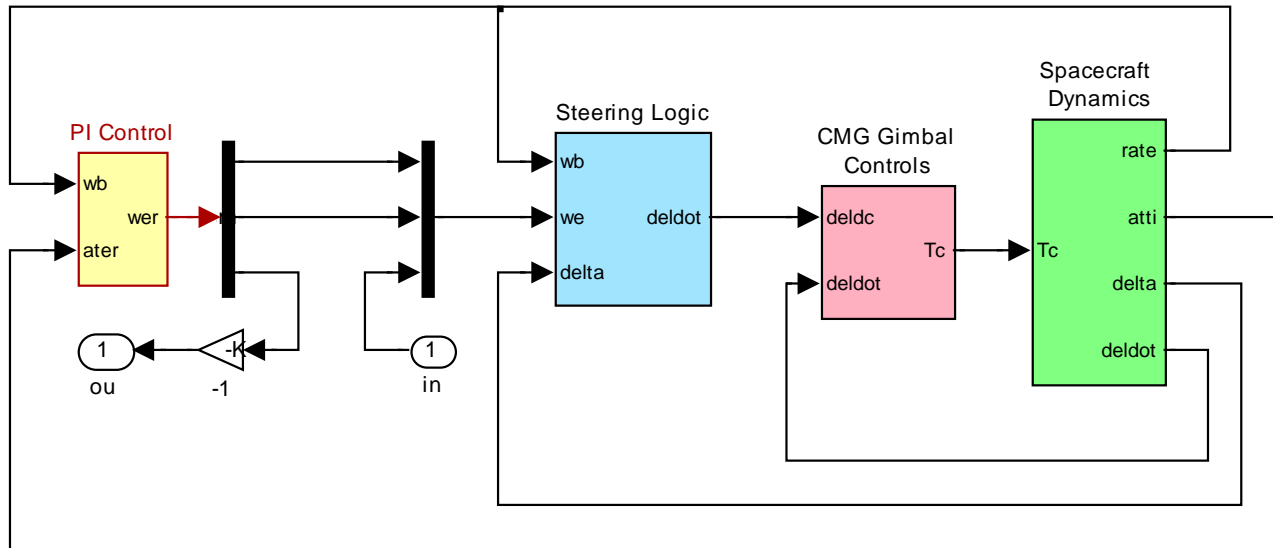 Spacecraft
Dynamics
Steering Logic
PI Control
CMG Gimbal
Controls
wb
wer
ater
wb
we
delta
deldot
deldc
deldot
Tc
Tc
rate
atti
delta
deldot
1
ou
-K
-1
1
in